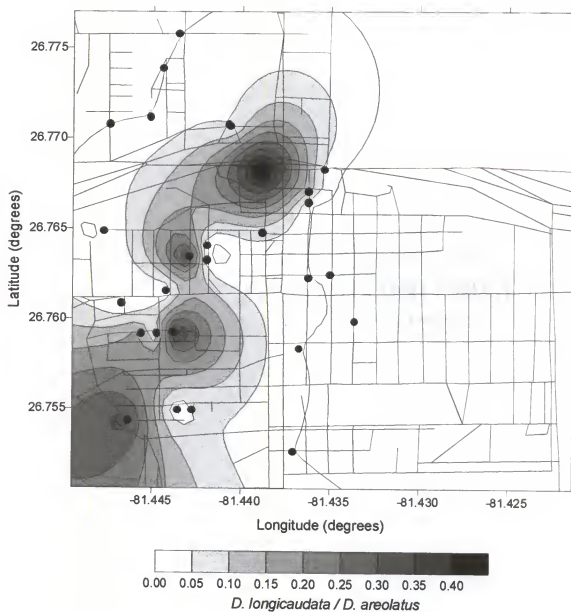 26.775
26.770
26.765
26.760
26.755
Latitude (degrees)
-81.445 -81.440 -81.435 -81.430 -81.425
Longitude (degrees)
0.00 0.05 0.10 0.15 0.20 0.25 0.30 0.35 0.40
D. longicaudata / D. areolatus